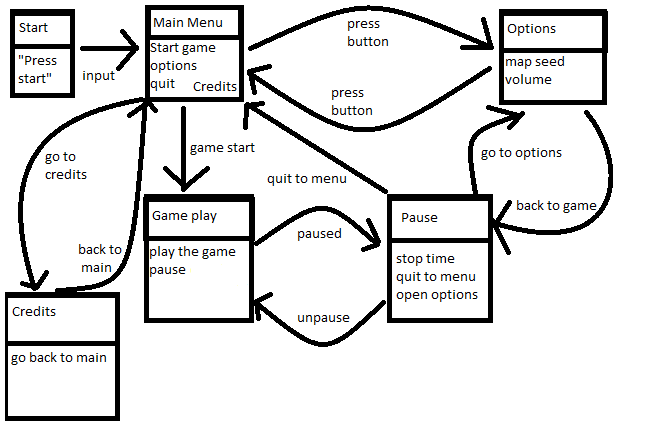 Start
"Press
start"
input
Main Menu
Start game
options
quit
Credits
press
button
press
button
Options
map seed
volume
go to
credits
game start
quit to menu
go to options
back to game
back to
main
Game play
play the game
pause
paused
unpause
Pause
stop time
quit to menu
open options
Credits
go back to main